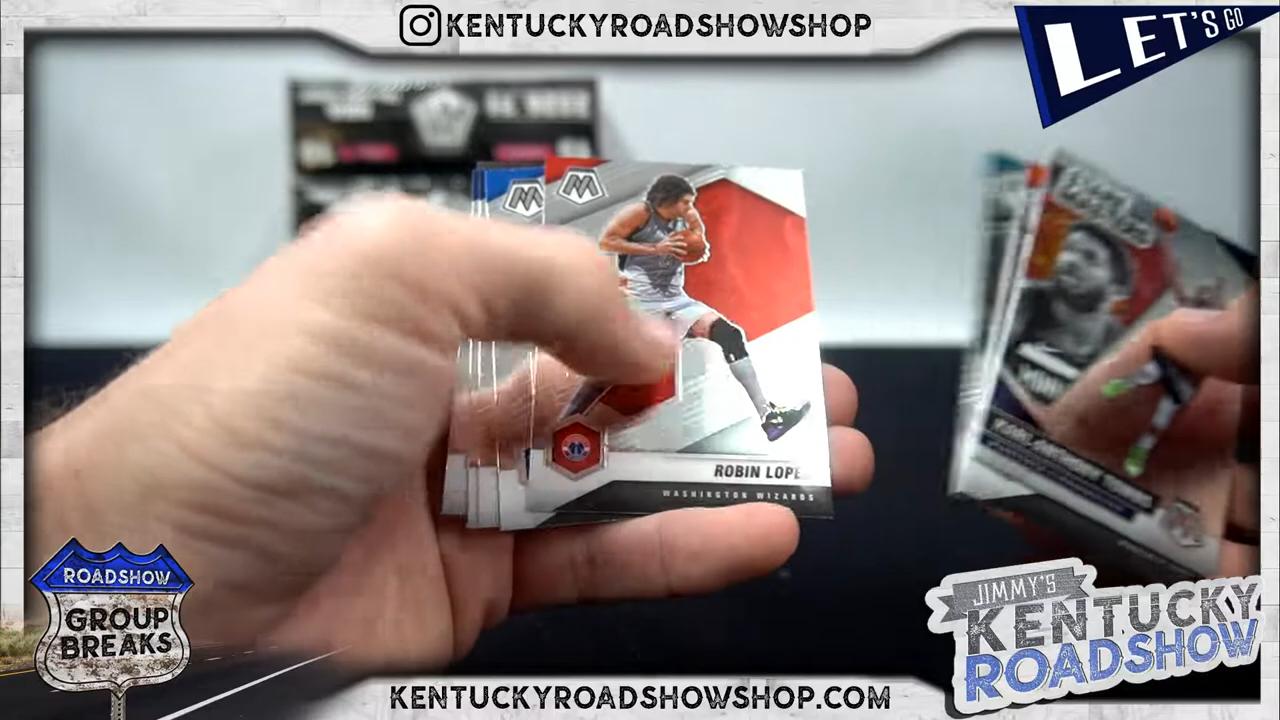 KENTUCKYROADSHOWSHOP
LET'S GO
ROBIN LOPE
WASHINGTON WIZARDS
ROADSHOW
GROUP
BREAKS
JIMMY'S
KENTUCKY
ROADSHOW
KENTUCKYROADSHOWSHOP.COM